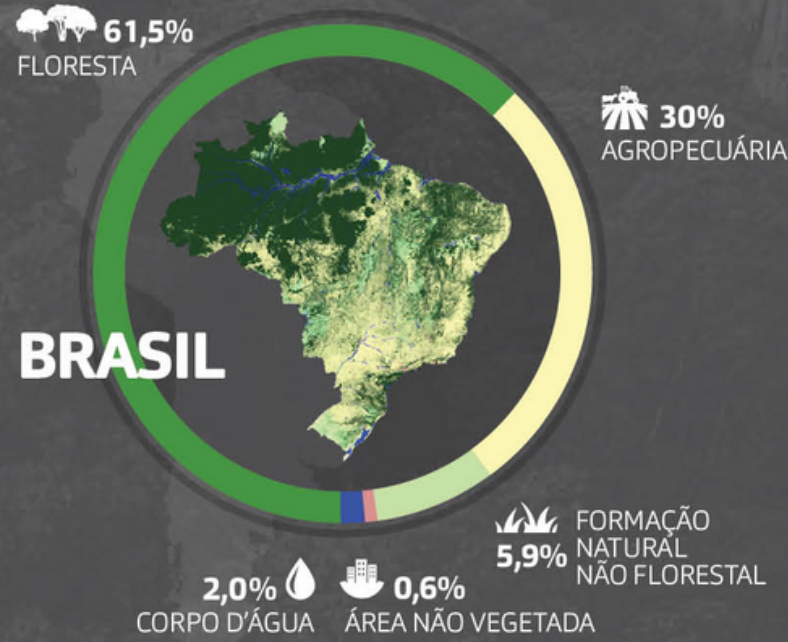 61,5%
FLORESTA
30%
AGROPECUÁRIA
BRASIL
5,9%
FORMAÇÃO
NATURAL
NÃO FLORESTAL
2,0%
CORPO D'ÁGUA
0,6%
ÁREA NÃO VEGETADA